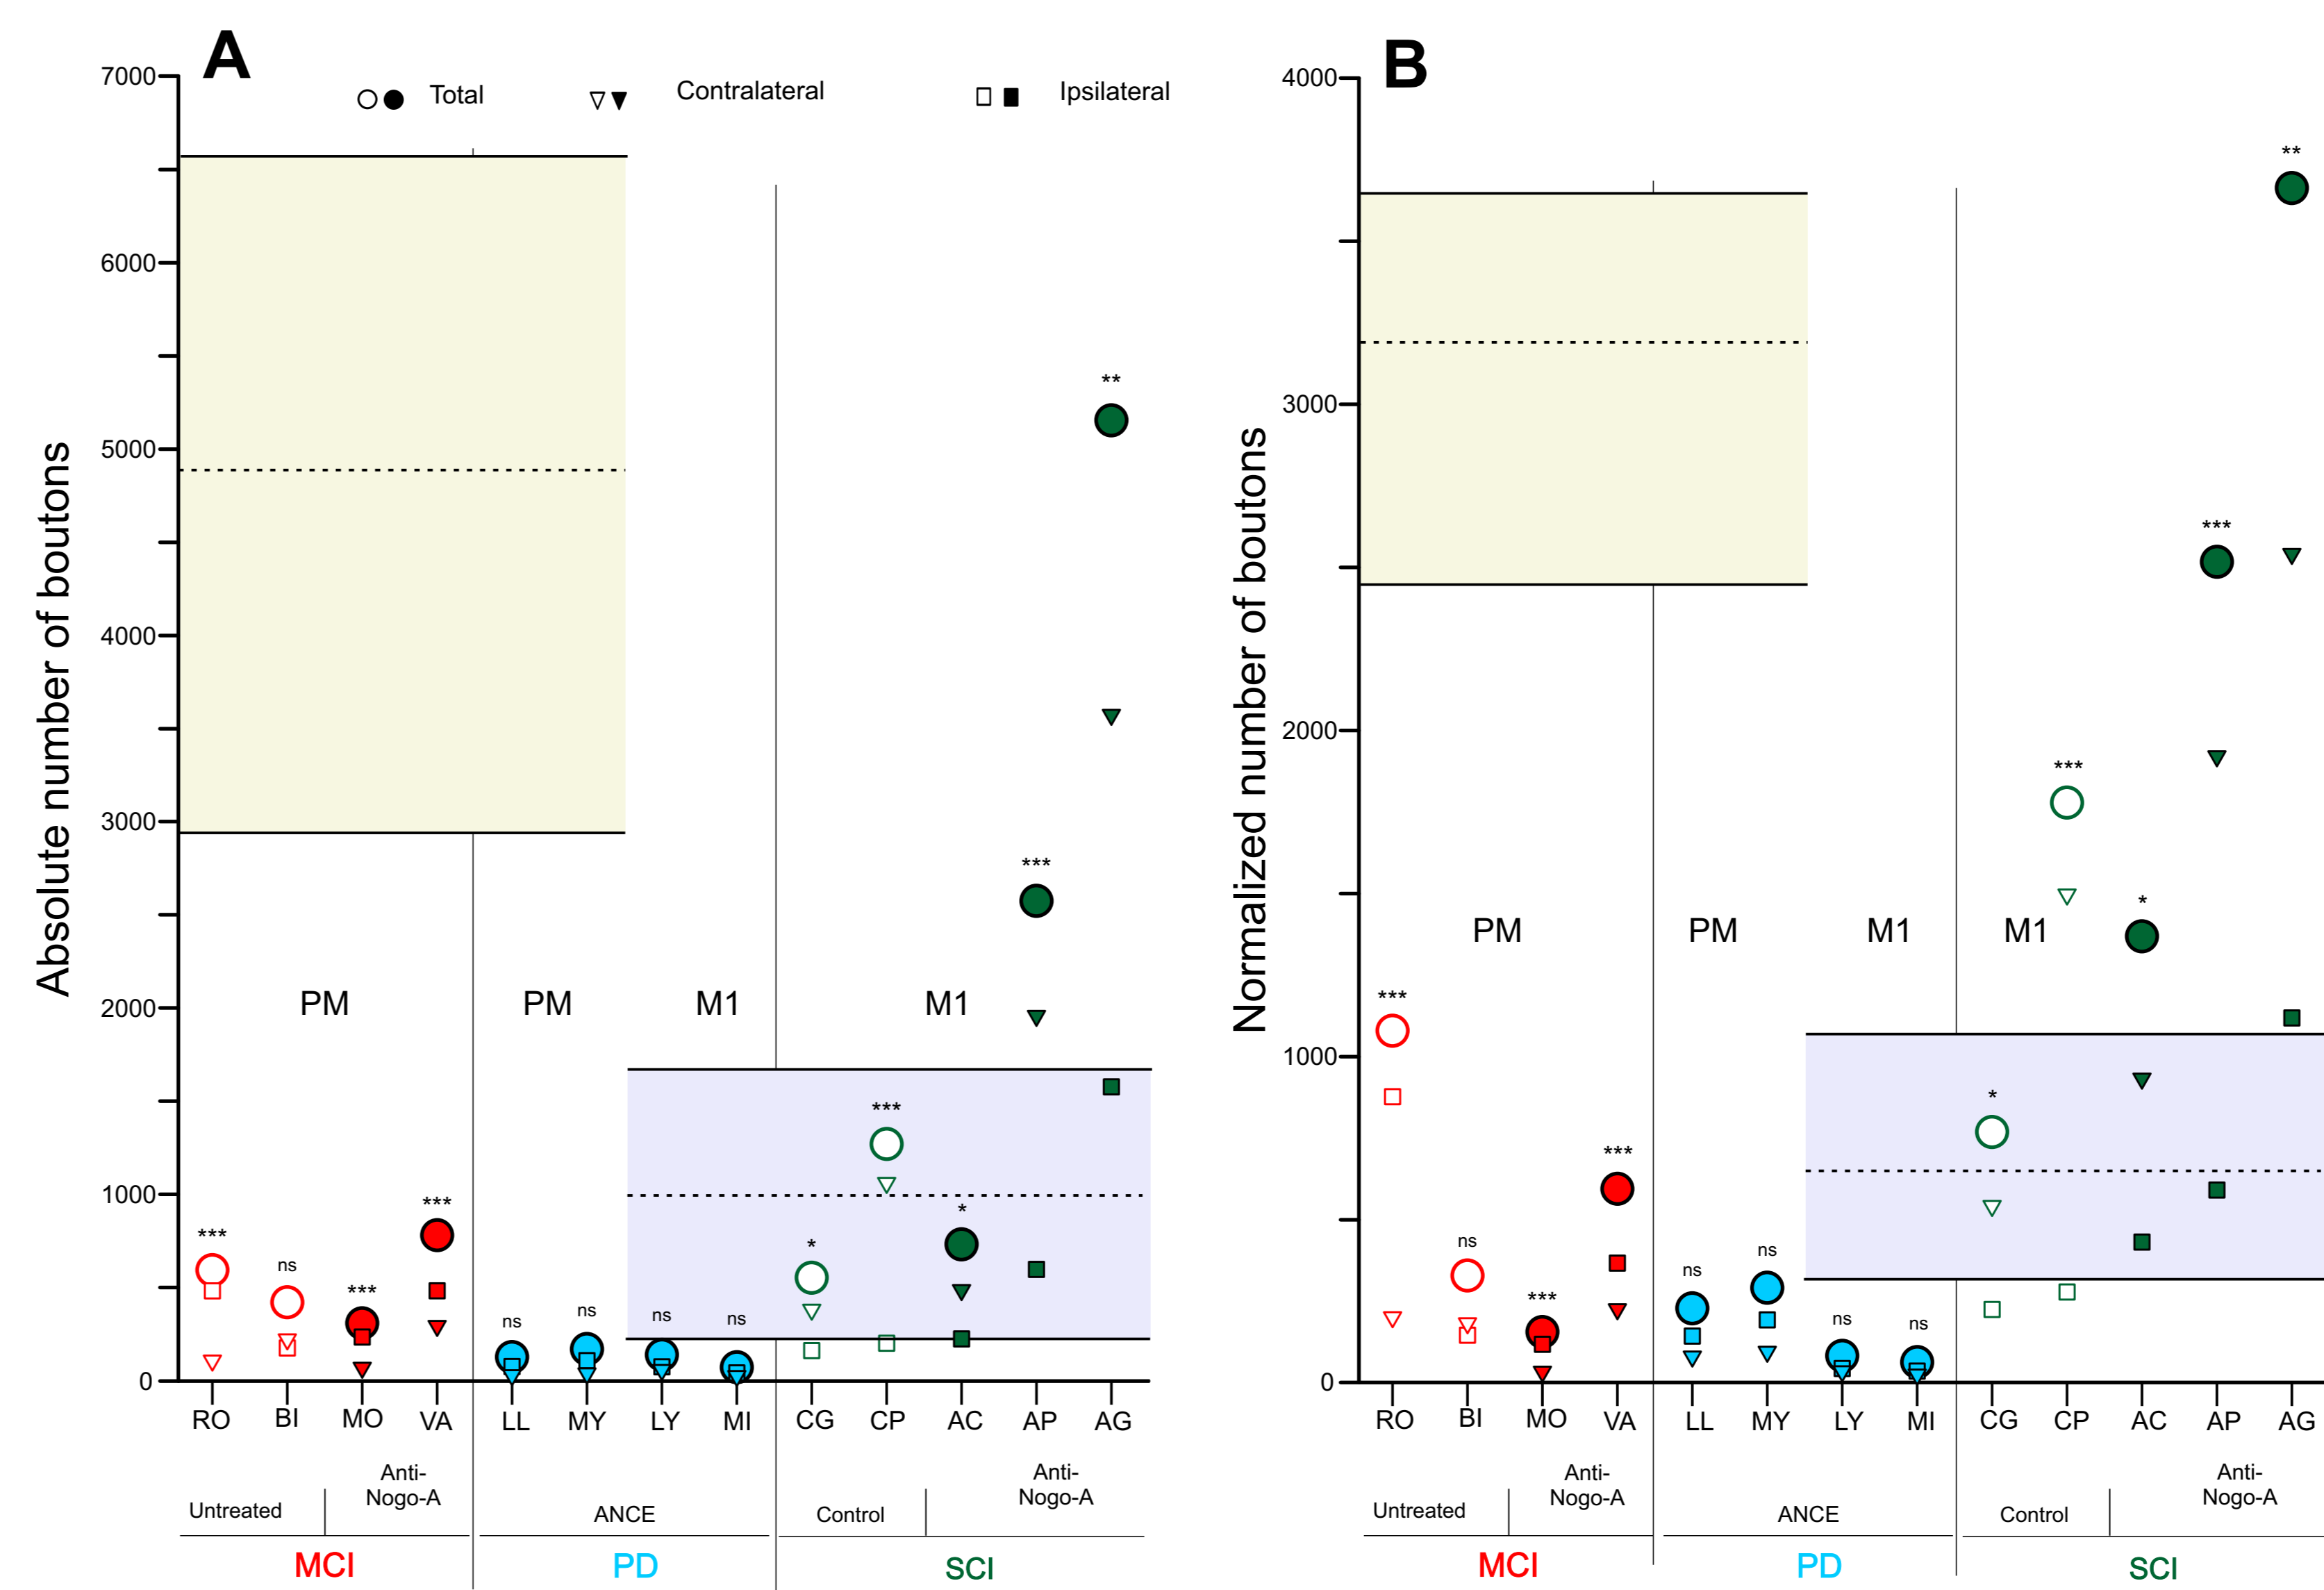 A
Total
Contralateral
Ipsilateral
Absolute number of boutons
7000
6000
5000
4000
3000
2000
1000
0
**
***
PM
PM
M1
M1
***
***
*
*
***
ns
***
ns
ns
ns
ns
RO
BI
MO
VA
LL
MY
LY
MI
CG
CP
AC
AP
AG
Untreated
Anti-
Nogo-A
ANCE
Control
Anti-
Nogo-A
MCI
PD
SCI
B
Normalized number of boutons
4000
3000
2000
1000
0
**
***
***
*
PM
PM
M1
M1
***
*
***
ns
***
ns
ns
ns
ns
RO
BI
MO
VA
LL
MY
LY
MI
CG
CP
AC
AP
AG
Untreated
Anti-
Nogo-A
ANCE
Control
Anti-
Nogo-A
MCI
PD
SCI